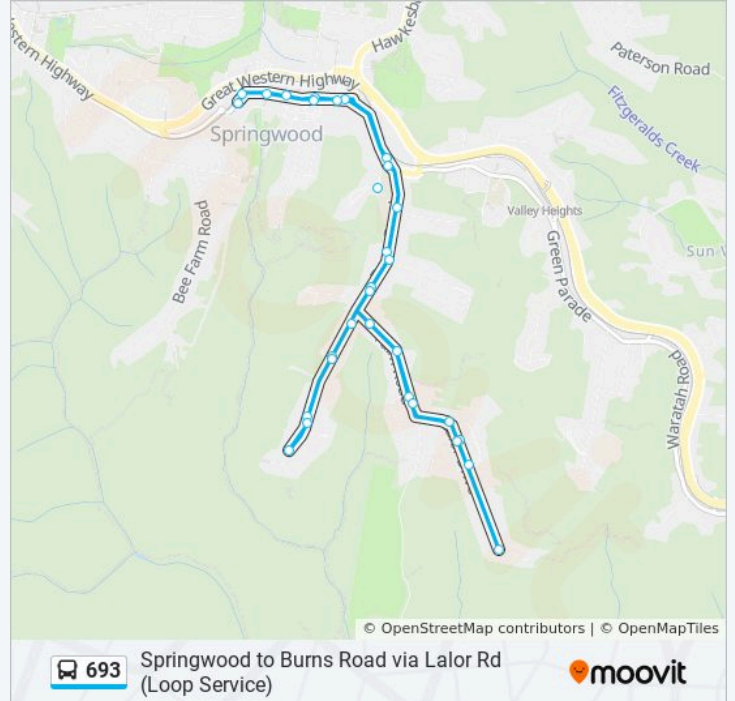 Hawkesb
estern Highway
Great Western Highway
Paterson Road
Fitzgeralds Creek
Springwood
Valley Heights
Bee Farm Road
Green Parade
Sun V
Waratah Road
© OpenStreetMap contributors | © OpenMapTiles
693
Springwood to Burns Road via Lalor Rd
(Loop Service)
moovit